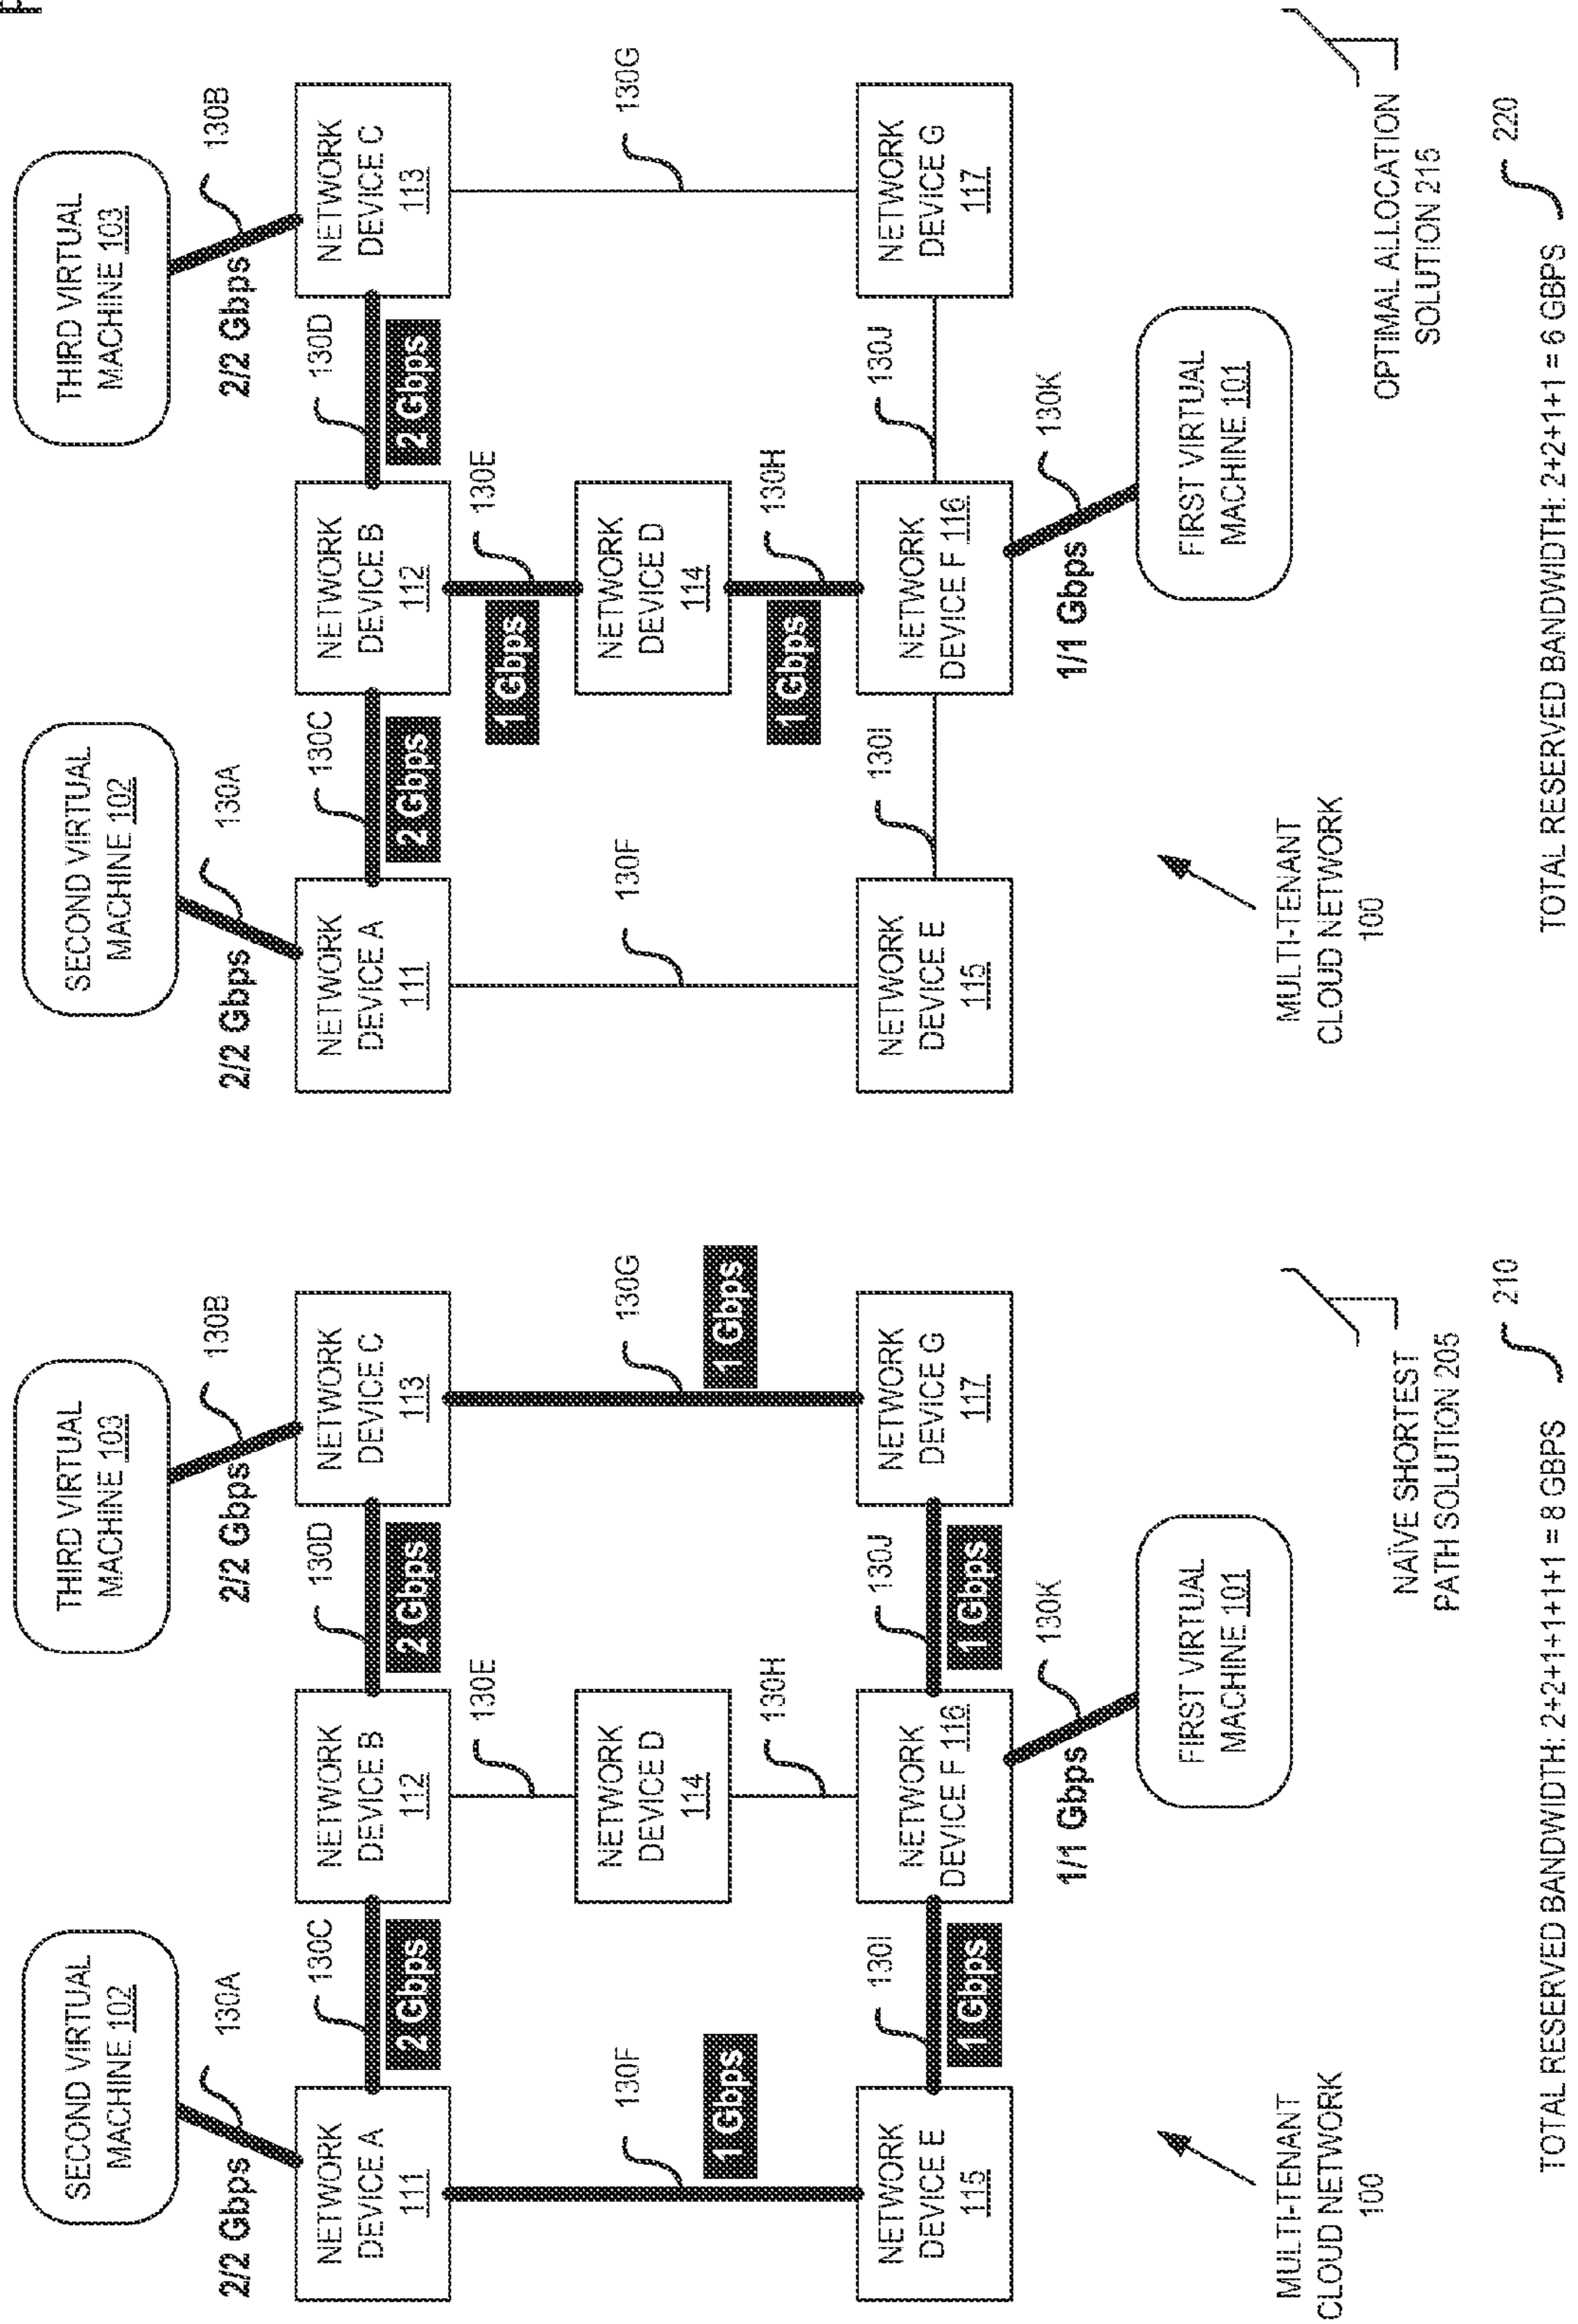 SECOND VIRTUAL
MACHINE 102
THIRD VIRTUAL
MACHINE 103
130A
130B
2/2 Gbps
2/2 Gbps
NETWORK
DEVICE A
111
130C
2 Gbps
NETWORK
DEVICE B
112
130D
2 Gbps
NETWORK
DEVICE C
113
130F
1 Gbps
130E
NETWORK
DEVICE D
114
130G
1 Gbps
130H
NETWORK
DEVICE E
115
130I
1 Gbps
NETWORK
DEVICE F 116
130J
1 Gbps
NETWORK
DEVICE G
117
1/1 Gbps
130K
FIRST VIRTUAL
MACHINE 101
MULTI-TENANT
CLOUD NETWORK
100
NAÏVE SHORTEST
PATH SOLUTION 205
TOTAL RESERVED BANDWIDTH: 2+2+1+1+1+1 = 8 GBPS
210
SECOND VIRTUAL
MACHINE 102
THIRD VIRTUAL
MACHINE 103
130A
130B
2/2 Gbps
2/2 Gbps
NETWORK
DEVICE A
111
130C
2 Gbps
NETWORK
DEVICE B
112
130D
2 Gbps
NETWORK
DEVICE C
113
130F
130E
1 Gbps
NETWORK
DEVICE D
114
130G
130H
1 Gbps
NETWORK
DEVICE E
115
130I
NETWORK
DEVICE F 116
130J
NETWORK
DEVICE G
117
1/1 Gbps
130K
FIRST VIRTUAL
MACHINE 101
MULTI-TENANT
CLOUD NETWORK
100
OPTIMAL ALLOCATION
SOLUTION 215
TOTAL RESERVED BANDWIDTH: 2+2+1+1 = 6 GBPS
220